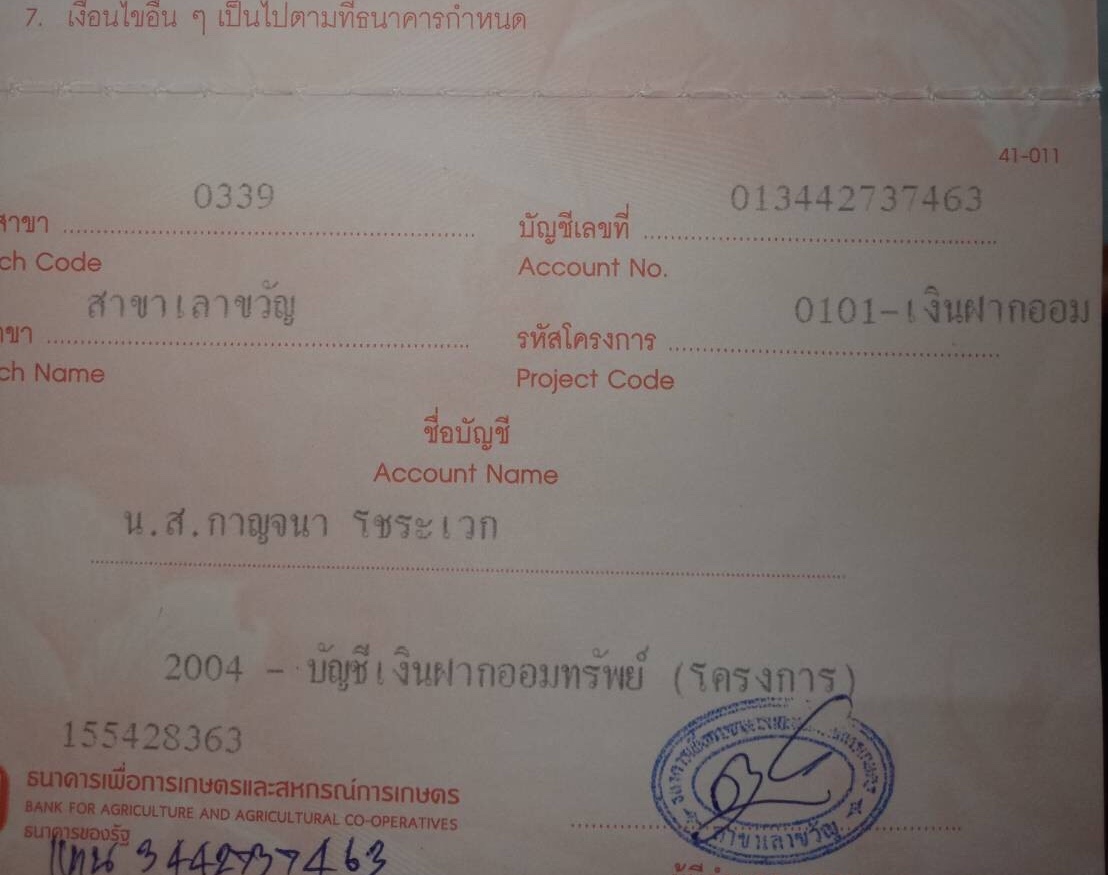 7. เงื่อนไขอื่น ๆ เป็นไปตามที่ธนาคารกำหนด
41-011
0339
013442737463
สาขา
บัญชีเลขที่
ch Code
Account No.
สาขาเลาขวัญ
0101-เงินฝากออม
ขา
รหัสโครงการ
ch Name
Project Code
ชื่อบัญชี
Account Name
น.ส.กาญจนา โชระเวก
2004 - บัญชีเงินฝากออมทรัพย์ (โครงการ)
155428363
ธนาคารเพื่อการเกษตรและสหกรณ์การเกษตร
BANK FOR AGRICULTURE AND AGRICULTURAL CO-OPERATIVES
ธนาคารของรัฐ
สาขาเลาขวัญ
แทน 3442737463